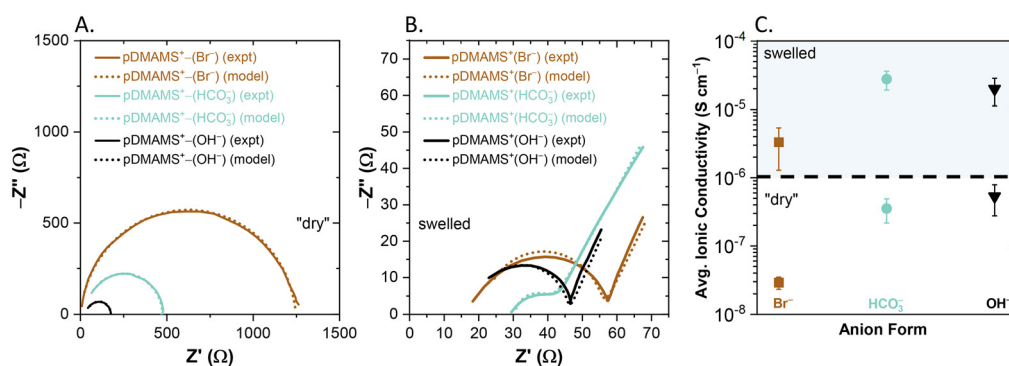 A.
1500
1000
500
0
−Z'' (Ω)
pDMAMS⁺−(Br⁻) (expt)
pDMAMS⁺−(Br⁻) (model)
pDMAMS⁺−(HCO₃⁻) (expt)
pDMAMS⁺−(HCO₃⁻) (model)
pDMAMS⁺−(OH⁻) (expt)
pDMAMS⁺−(OH⁻) (model)
"dry"
0 250 500 750 1000 1250 1500
Z' (Ω)
B.
75
70
60
50
40
30
20
10
0
−Z'' (Ω)
pDMAMS⁺(Br⁻) (expt)
pDMAMS⁺(Br⁻) (model)
pDMAMS⁺(HCO₃⁻) (expt)
pDMAMS⁺(HCO₃⁻) (model)
pDMAMS⁺(OH⁻) (expt)
pDMAMS⁺(OH⁻) (model)
swelled
0 10 20 30 40 50 60 70
Z' (Ω)
C.
10⁻⁴
10⁻⁵
10⁻⁶
10⁻⁷
10⁻⁸
Avg. Ionic Conductivity (S cm⁻¹)
swelled
"dry"
Br⁻ HCO₃⁻ OH⁻
Anion Form